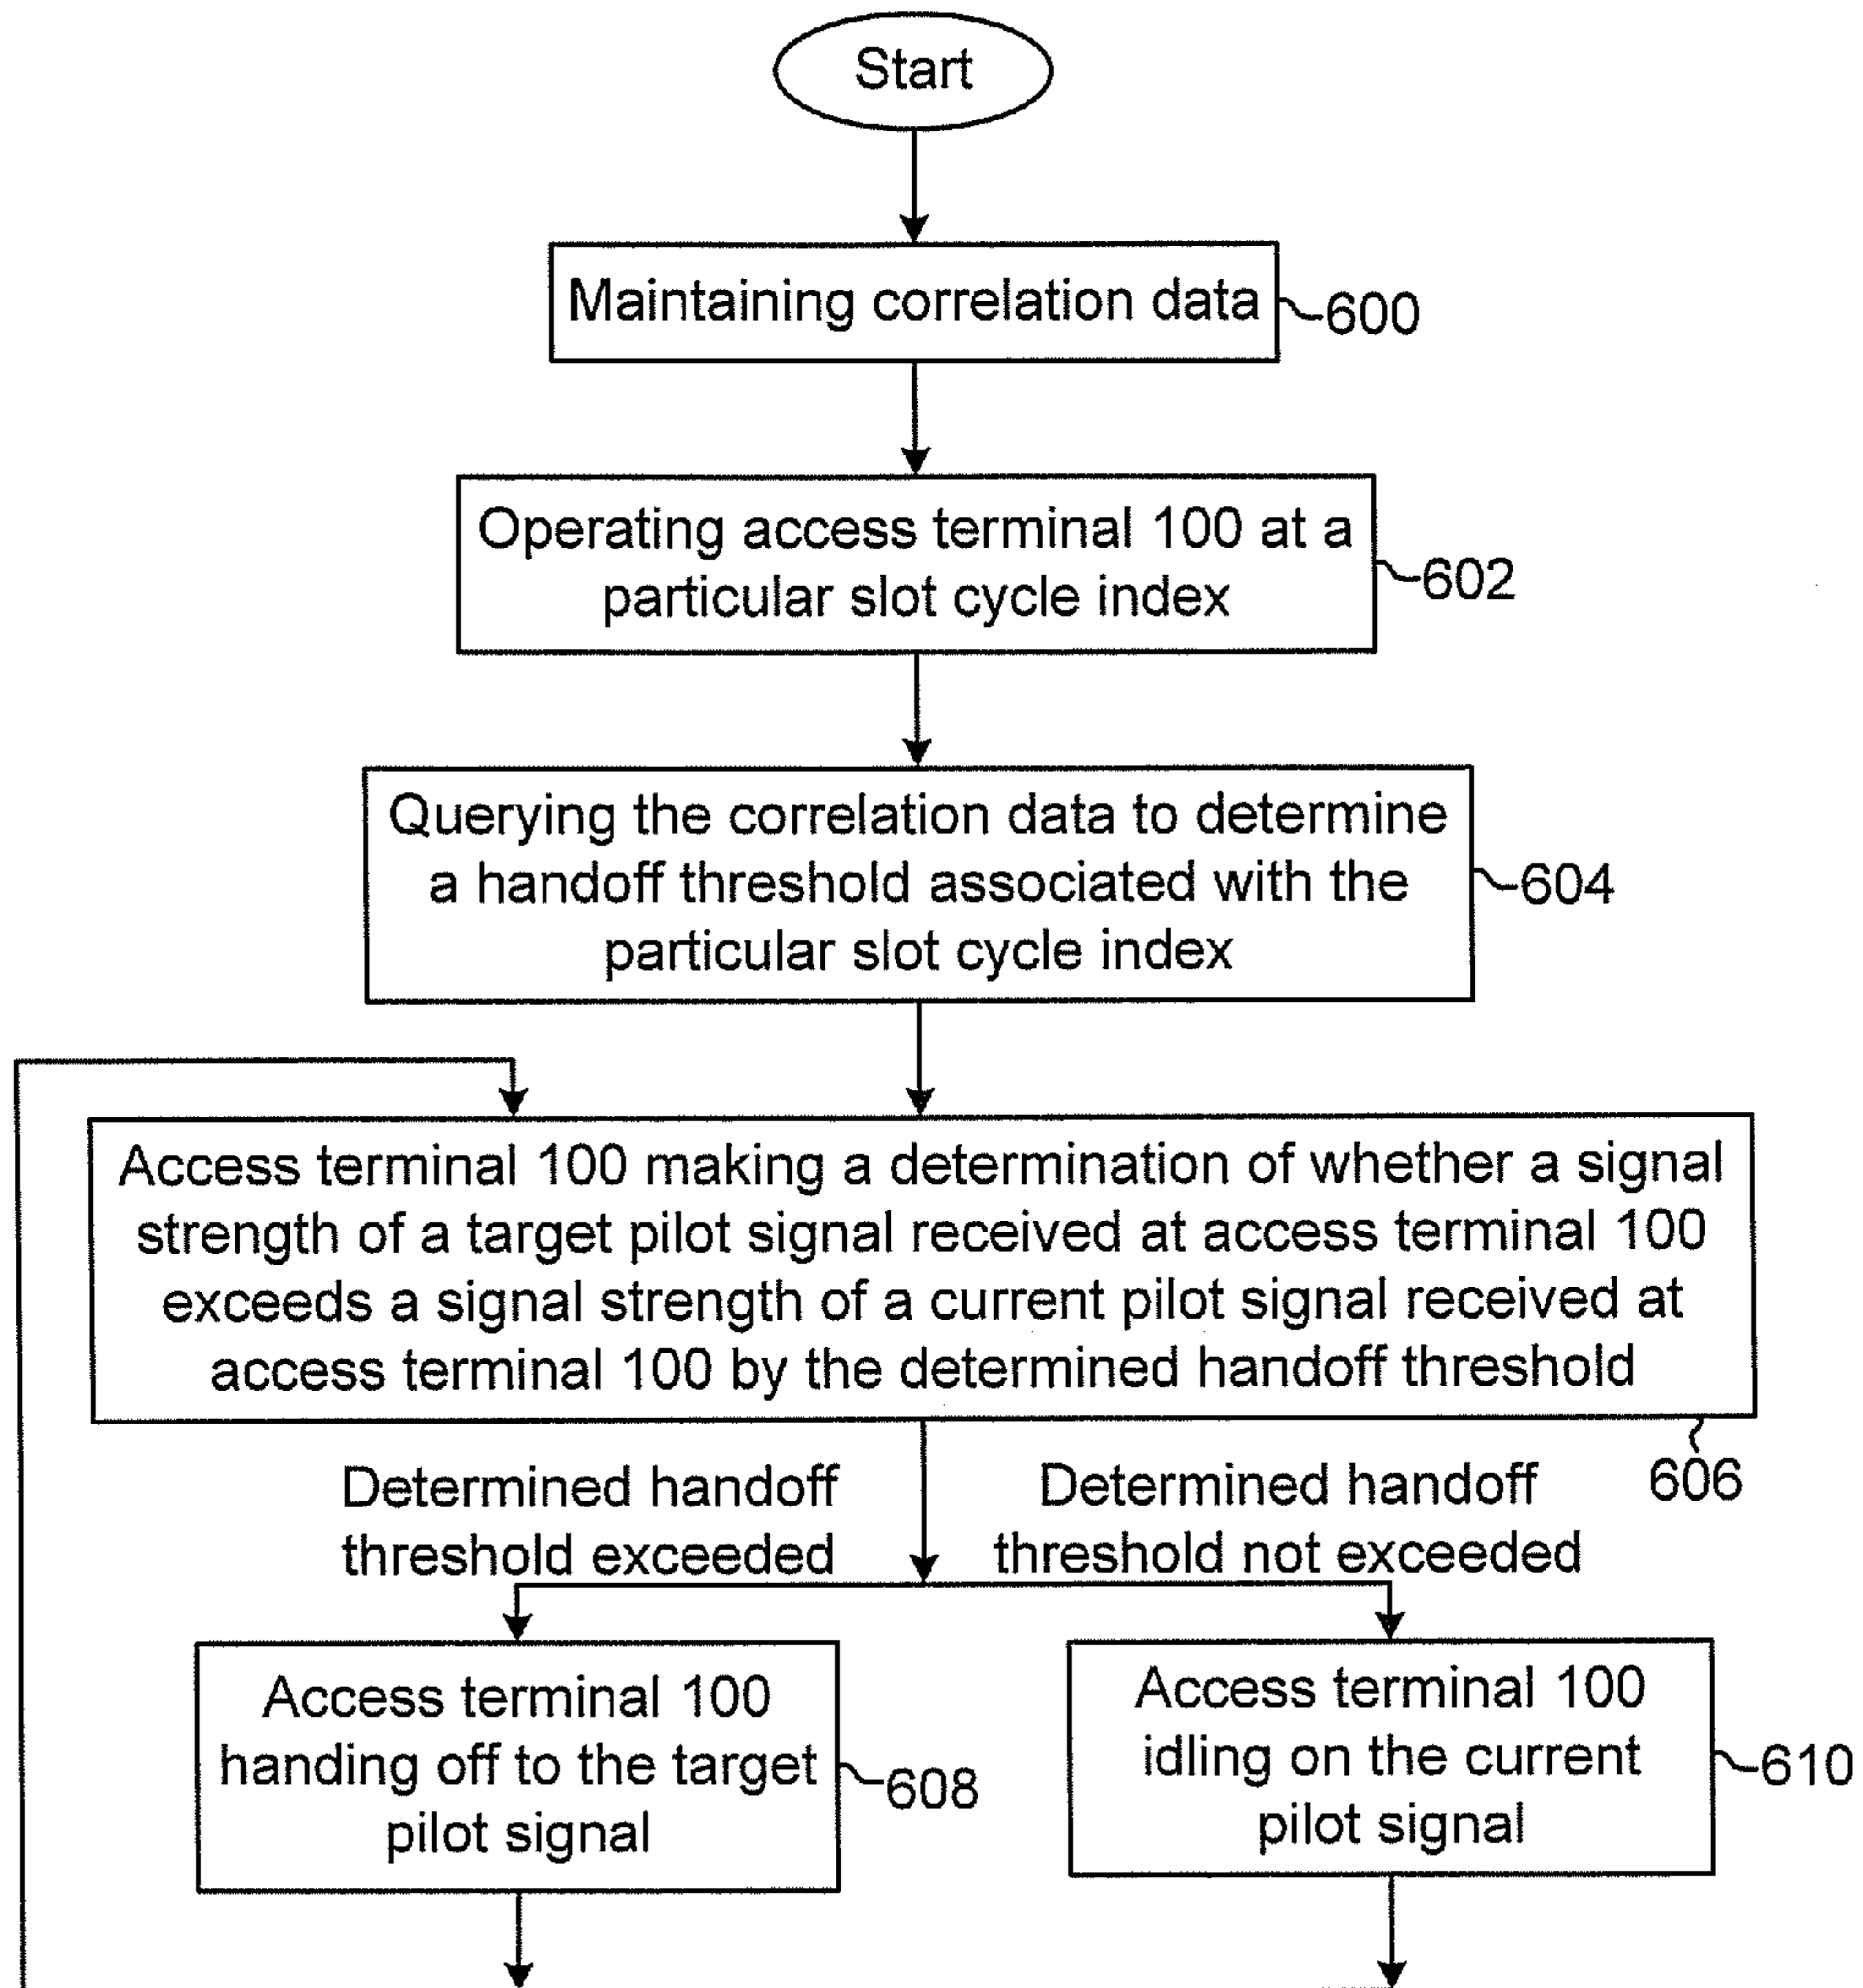 Start
Maintaining correlation data
600
Operating access terminal 100 at a
particular slot cycle index
602
Querying the correlation data to determine
a handoff threshold associated with the
particular slot cycle index
604
Access terminal 100 making a determination of whether a signal
strength of a target pilot signal received at access terminal 100
exceeds a signal strength of a current pilot signal received at
access terminal 100 by the determined handoff threshold
606
Determined handoff
threshold exceeded
Determined handoff
threshold not exceeded
Access terminal 100
handing off to the target
pilot signal
608
Access terminal 100
idling on the current
pilot signal
610